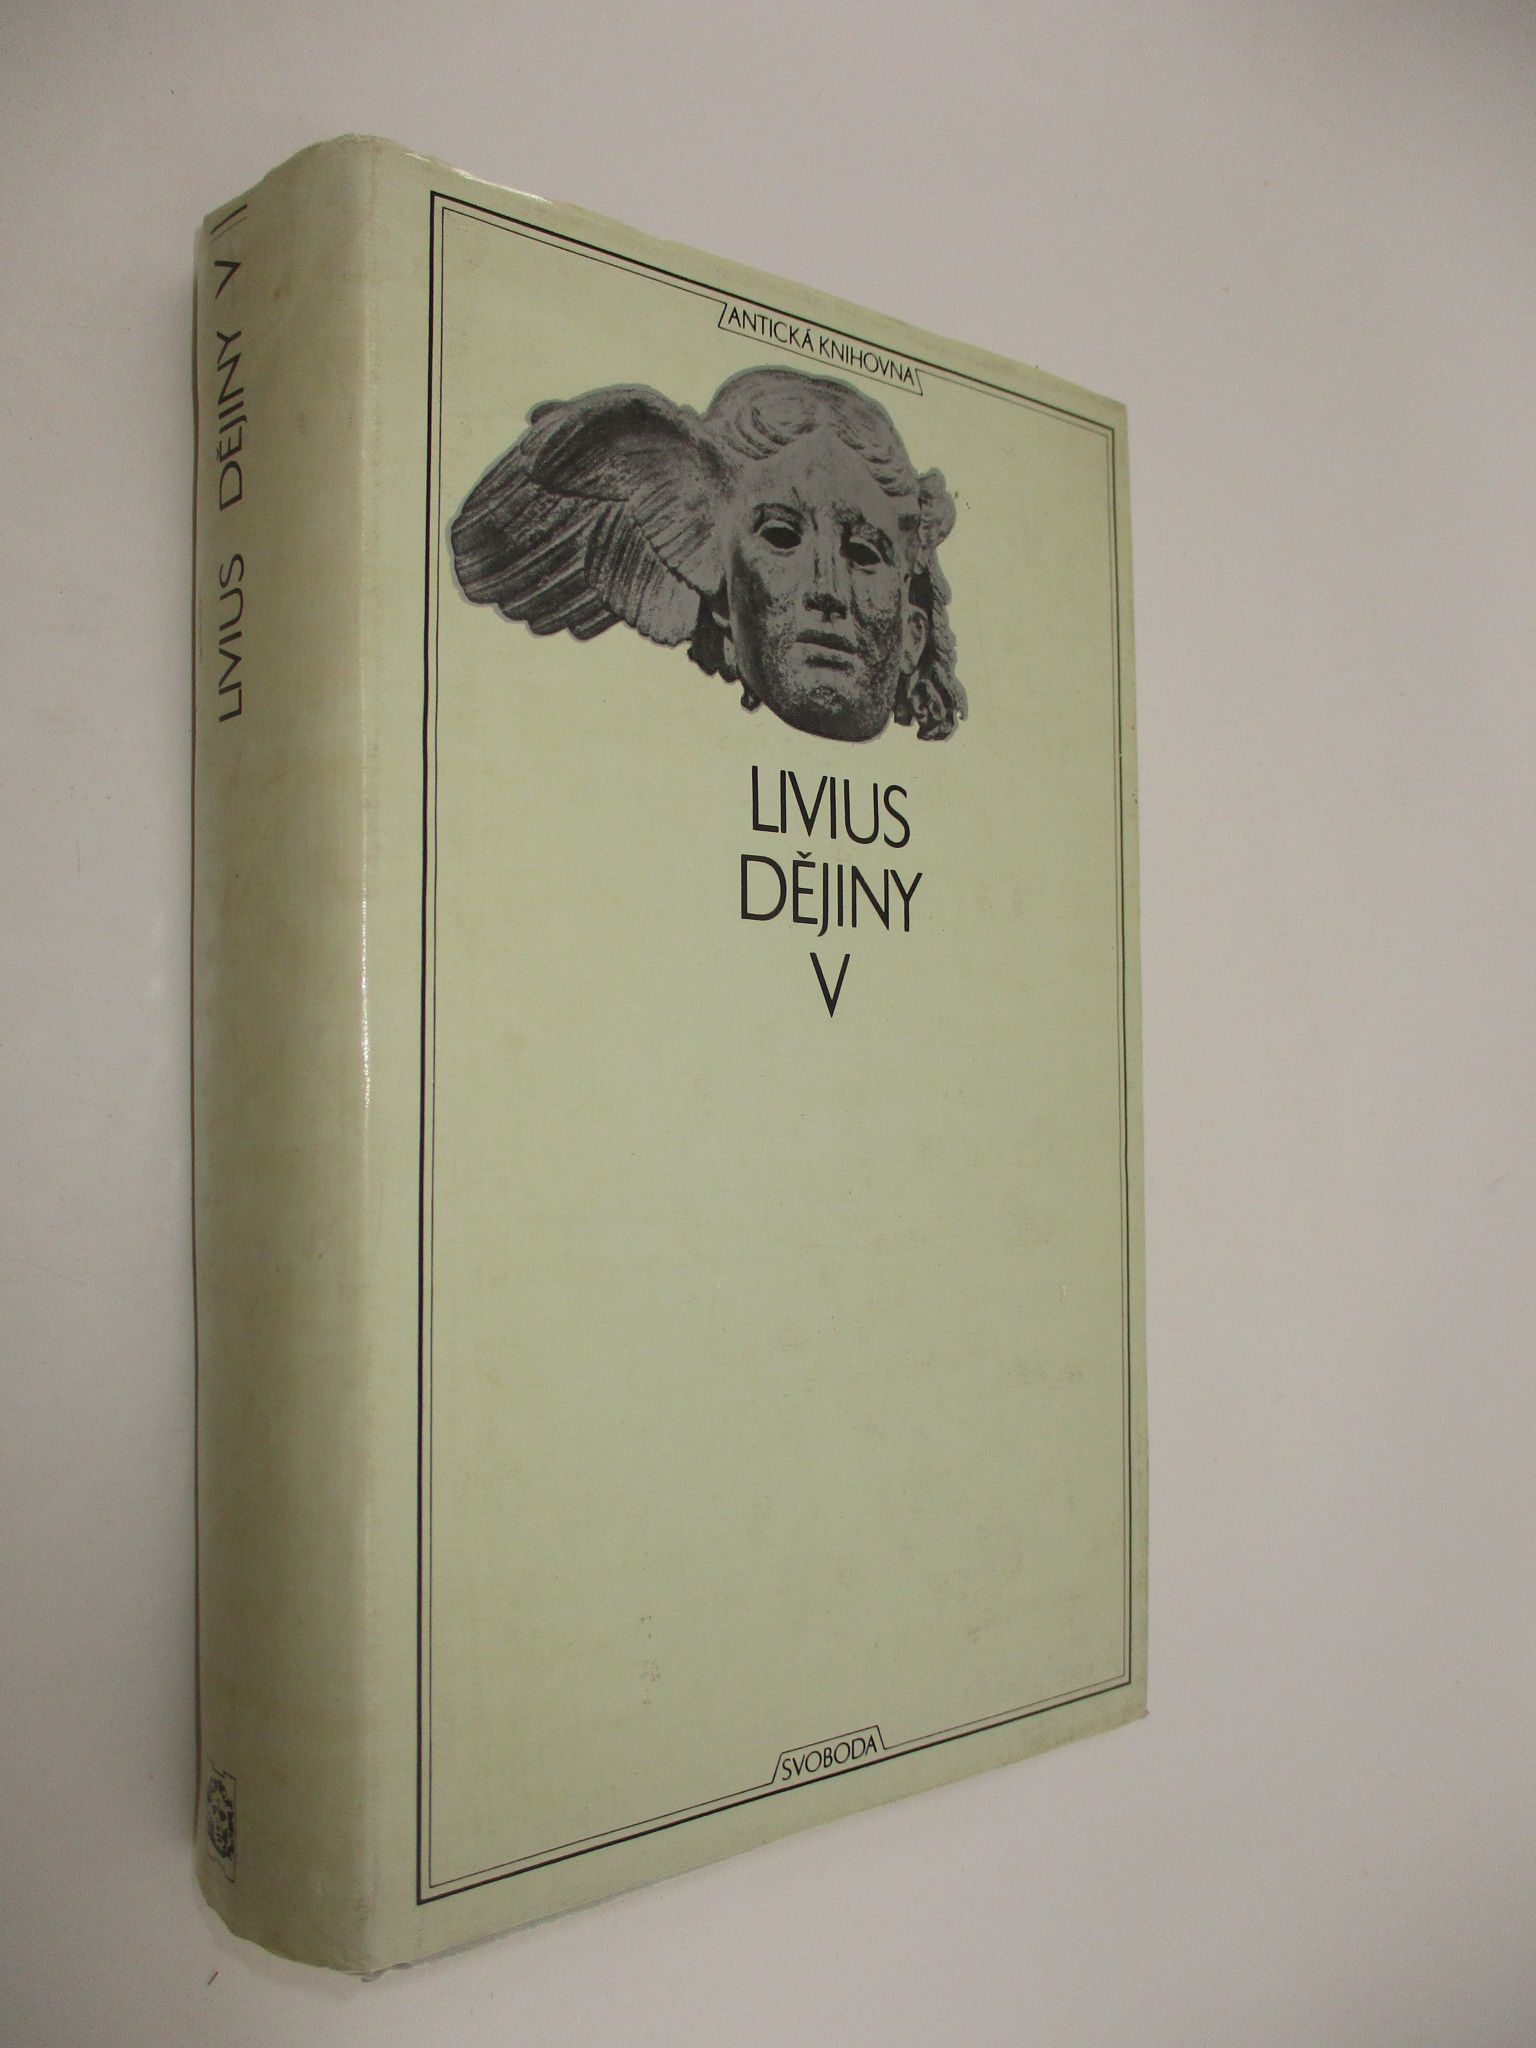 LIVIUS DĚJINY V
ANTICKÁ KNIHOVNA
LIVIUS
DĚJINY
V
SVOBODA